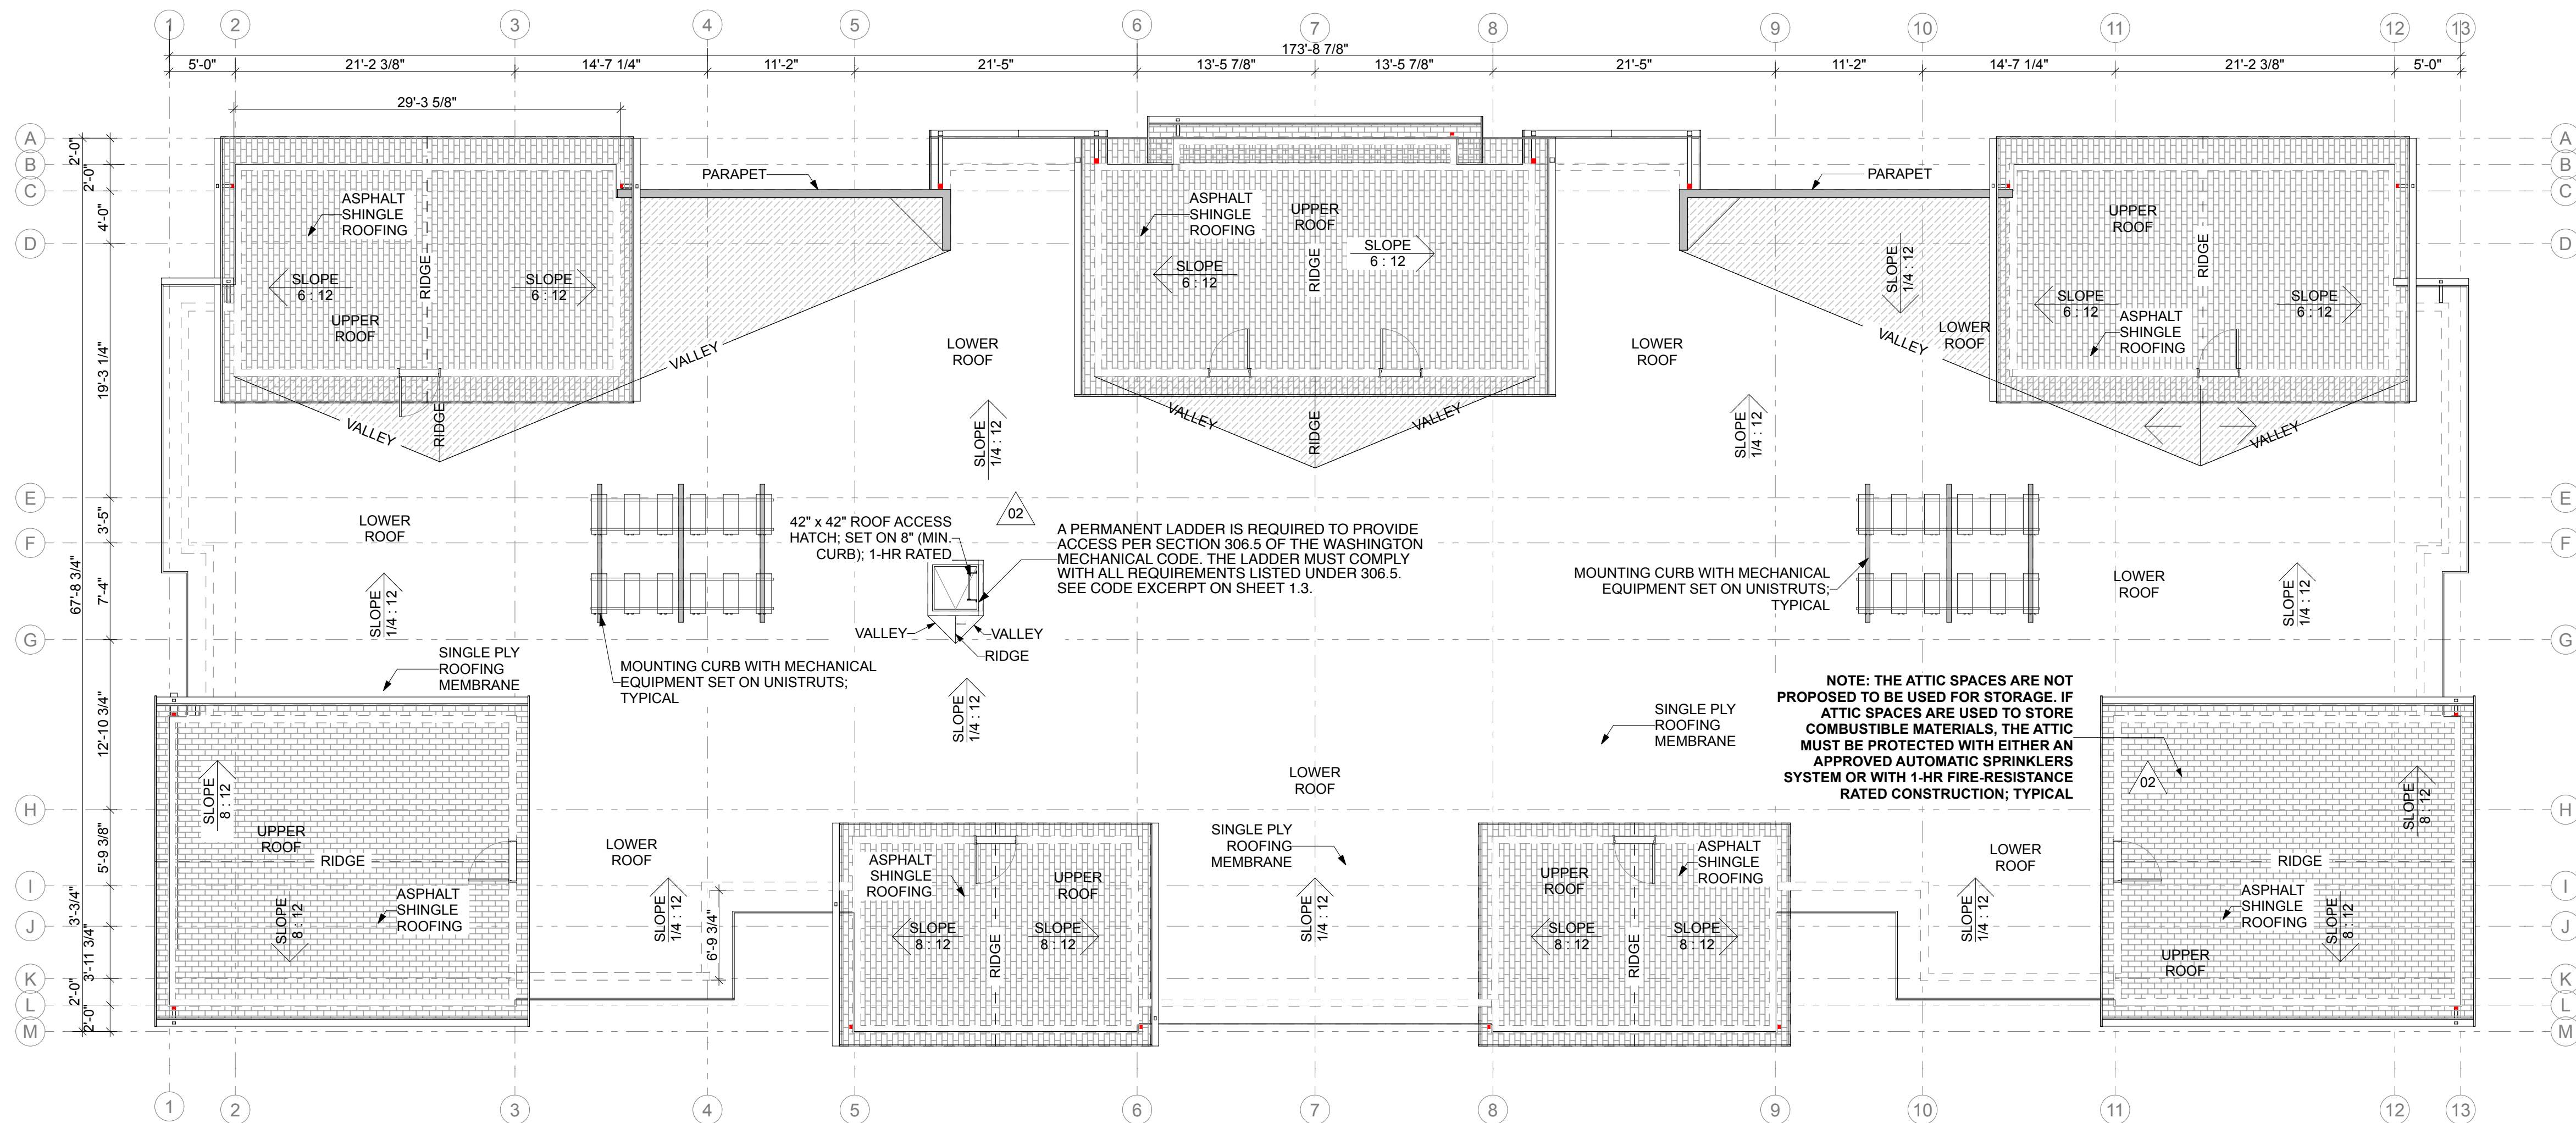 1 2 3 4 5 6 7 8 9 10 11 12 13
173'-8 7/8"
5'-0" 21'-2 3/8" 14'-7 1/4" 11'-2" 21'-5" 13'-5 7/8" 13'-5 7/8" 21'-5" 11'-2" 14'-7 1/4" 21'-2 3/8" 5'-0"
29'-3 5/8"
A
B
C
D
E
F
G
H
I
J
K
L
M
67'-8 3/4"
2'-0"
2'-0"
4'-0"
19'-3 1/4"
3'-5"
7'-4"
12'-10 3/4"
5'-9 3/8"
3'-3/4"
3'-11 3/4"
2'-0"
2'-0"
ASPHALT
SHINGLE
ROOFING
SLOPE
6 : 12
RIDGE
SLOPE
6 : 12
UPPER
ROOF
VALLEY
RIDGE
VALLEY
PARAPET
LOWER
ROOF
SLOPE
1/4 : 12
ASPHALT
SHINGLE
ROOFING
UPPER
ROOF
SLOPE
6 : 12
RIDGE
SLOPE
6 : 12
VALLEY
RIDGE
VALLEY
LOWER
ROOF
SLOPE
1/4 : 12
PARAPET
SLOPE
1/4 : 12
VALLEY
LOWER
ROOF
UPPER
ROOF
RIDGE
SLOPE
6 : 12
SLOPE
6 : 12
ASPHALT
SHINGLE
ROOFING
VALLEY
LOWER
ROOF
SLOPE
1/4 : 12
SINGLE PLY
ROOFING
MEMBRANE
MOUNTING CURB WITH MECHANICAL
EQUIPMENT SET ON UNISTRUTS;
TYPICAL
42" x 42" ROOF ACCESS
HATCH; SET ON 8" (MIN.
CURB); 1-HR RATED
02
A PERMANENT LADDER IS REQUIRED TO PROVIDE
ACCESS PER SECTION 306.5 OF THE WASHINGTON
MECHANICAL CODE. THE LADDER MUST COMPLY
WITH ALL REQUIREMENTS LISTED UNDER 306.5.
SEE CODE EXCERPT ON SHEET 1.3.
VALLEY
VALLEY
RIDGE
SLOPE
1/4 : 12
MOUNTING CURB WITH MECHANICAL
EQUIPMENT SET ON UNISTRUTS;
TYPICAL
LOWER
ROOF
SLOPE
1/4 : 12
SINGLE PLY
ROOFING
MEMBRANE
NOTE: THE ATTIC SPACES ARE NOT
PROPOSED TO BE USED FOR STORAGE. IF
ATTIC SPACES ARE USED TO STORE
COMBUSTIBLE MATERIALS, THE ATTIC
MUST BE PROTECTED WITH EITHER AN
APPROVED AUTOMATIC SPRINKLERS
SYSTEM OR WITH 1-HR FIRE-RESISTANCE
RATED CONSTRUCTION; TYPICAL
02
SLOPE
8 : 12
UPPER
ROOF
RIDGE
SLOPE
8 : 12
ASPHALT
SHINGLE
ROOFING
LOWER
ROOF
SLOPE
1/4 : 12
6'-9 3/4"
ASPHALT
SHINGLE
ROOFING
UPPER
ROOF
SLOPE
8 : 12
RIDGE
SLOPE
8 : 12
LOWER
ROOF
SINGLE PLY
ROOFING
MEMBRANE
SLOPE
1/4 : 12
UPPER
ROOF
ASPHALT
SHINGLE
ROOFING
SLOPE
8 : 12
RIDGE
SLOPE
8 : 12
LOWER
ROOF
SLOPE
1/4 : 12
SLOPE
8 : 12
RIDGE
ASPHALT
SHINGLE
ROOFING
SLOPE
8 : 12
UPPER
ROOF
A
B
C
D
E
F
G
H
I
J
K
L
M
1 2 3 4 5 6 7 8 9 10 11 12 13